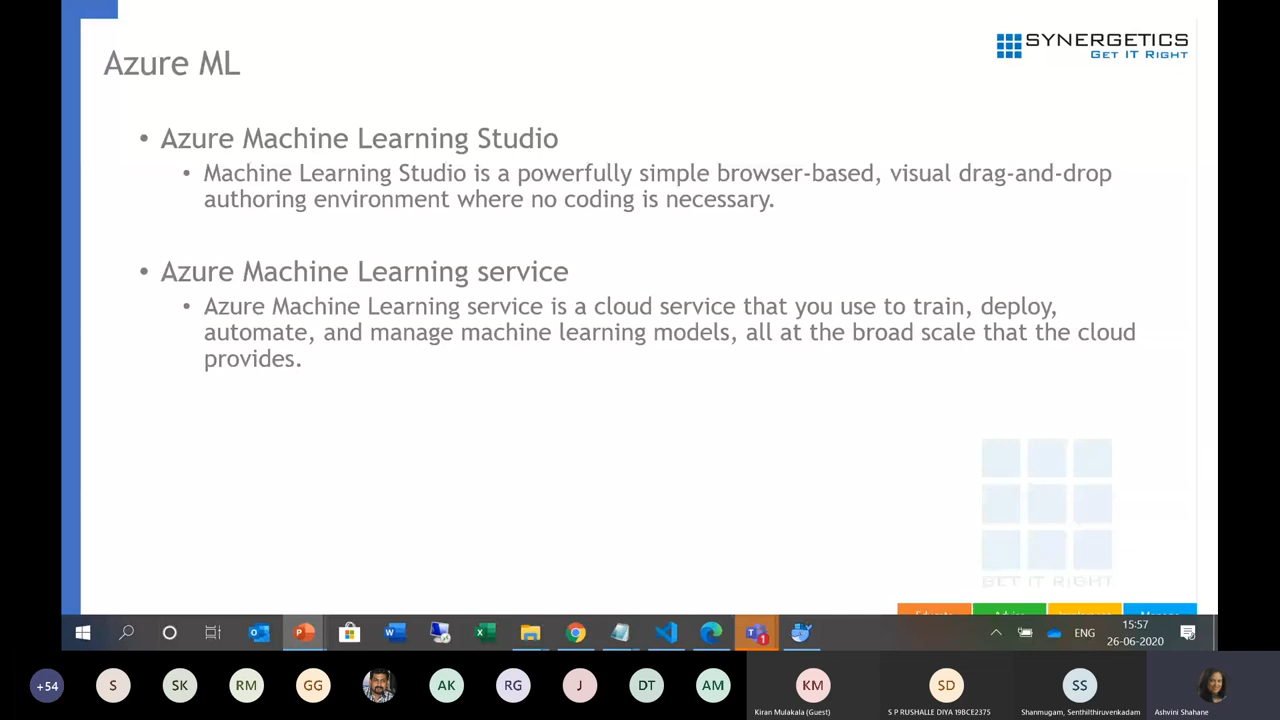 SYNERGETICS
GET IT RIGHT
Azure ML
• Azure Machine Learning Studio
• Machine Learning Studio is a powerfully simple browser-based, visual drag-and-drop
authoring environment where no coding is necessary.
• Azure Machine Learning service
• Azure Machine Learning service is a cloud service that you use to train, deploy,
automate, and manage machine learning models, all at the broad scale that the cloud
provides.
GET IT RIGHT
ENG
15:57
26-06-2020
+54
S
SK
RM
GG
AK
RG
J
DT
AM
KM
SD
SS
Kiran Mulakala (Guest)
S P RUSHALLE DIYA 19BCE2375
Shanmugam, Senthilthiruvenkadam
Ashvini Shahane